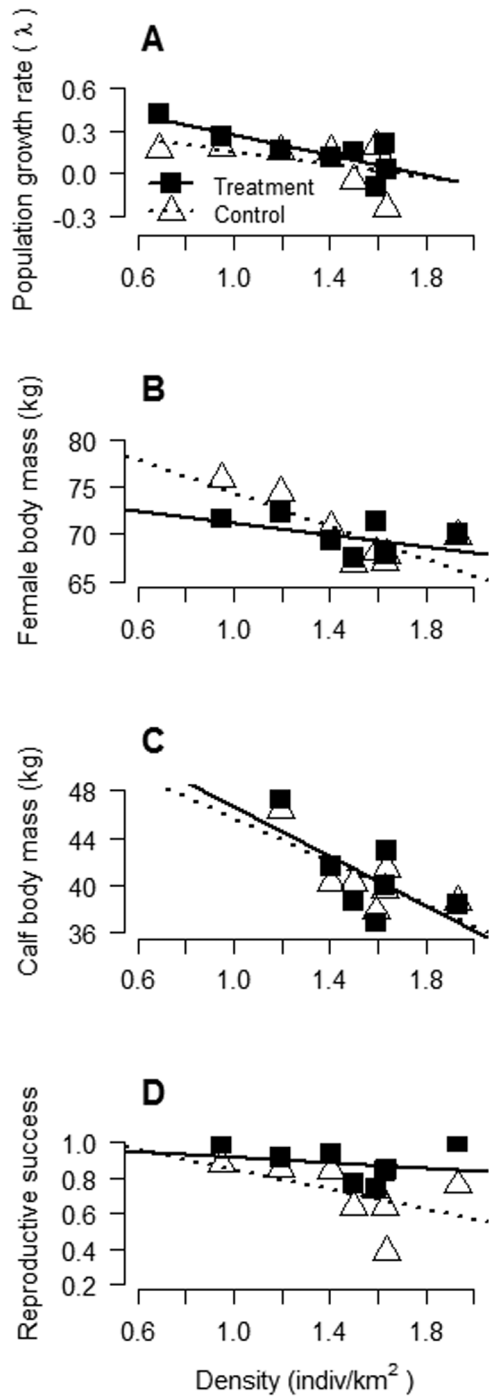 A
Population growth rate ( λ )
0.6
0.3
0.0
-0.3
Treatment
Control
0.6 1.0 1.4 1.8
B
Female body mass (kg)
80
75
70
65
0.6 1.0 1.4 1.8
C
Calf body mass (kg)
48
44
40
36
0.6 1.0 1.4 1.8
D
Reproductive success
1.0
0.8
0.6
0.4
0.2
0.6 1.0 1.4 1.8
Density (indiv/km²)